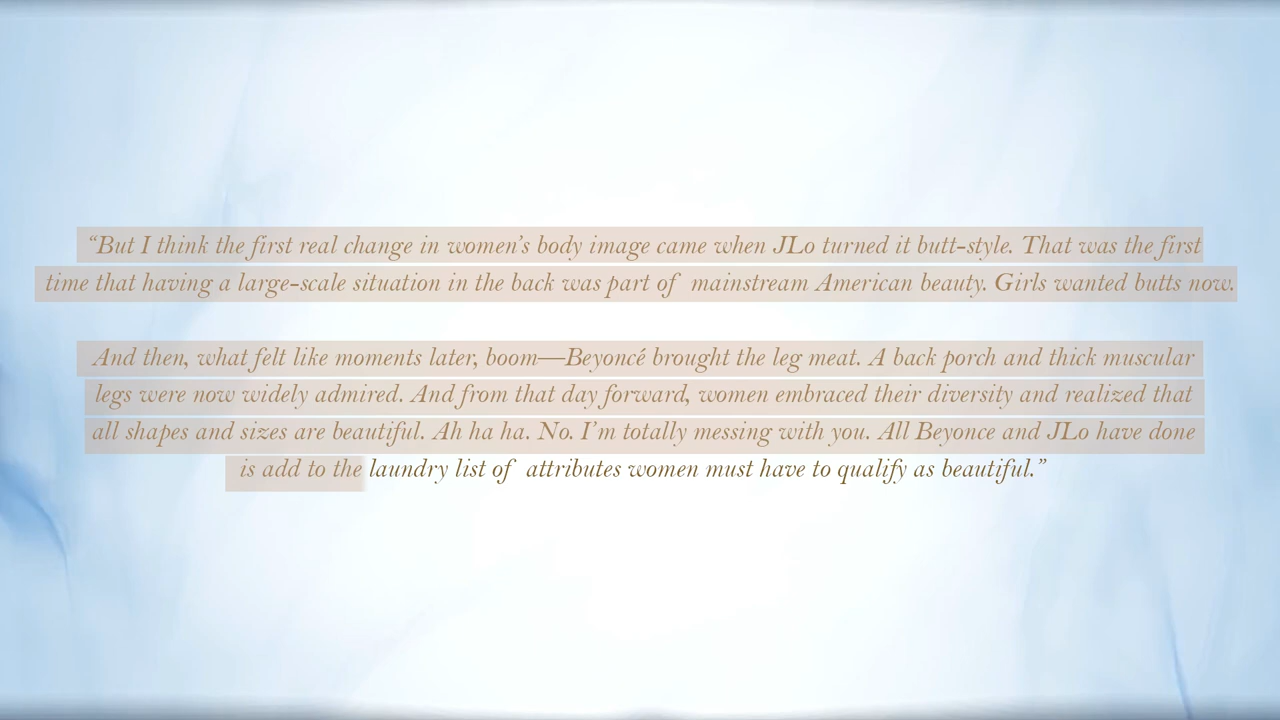 “But I think the first real change in women’s body image came when JLo turned it butt-style. That was the first
time that having a large-scale situation in the back was part of mainstream American beauty. Girls wanted butts now.
And then, what felt like moments later, boom—Beyoncé brought the leg meat. A back porch and thick muscular
legs were now widely admired. And from that day forward, women embraced their diversity and realized that
all shapes and sizes are beautiful. Ah ha ha. No. I’m totally messing with you. All Beyonce and JLo have done
is add to the laundry list of attributes women must have to qualify as beautiful.”